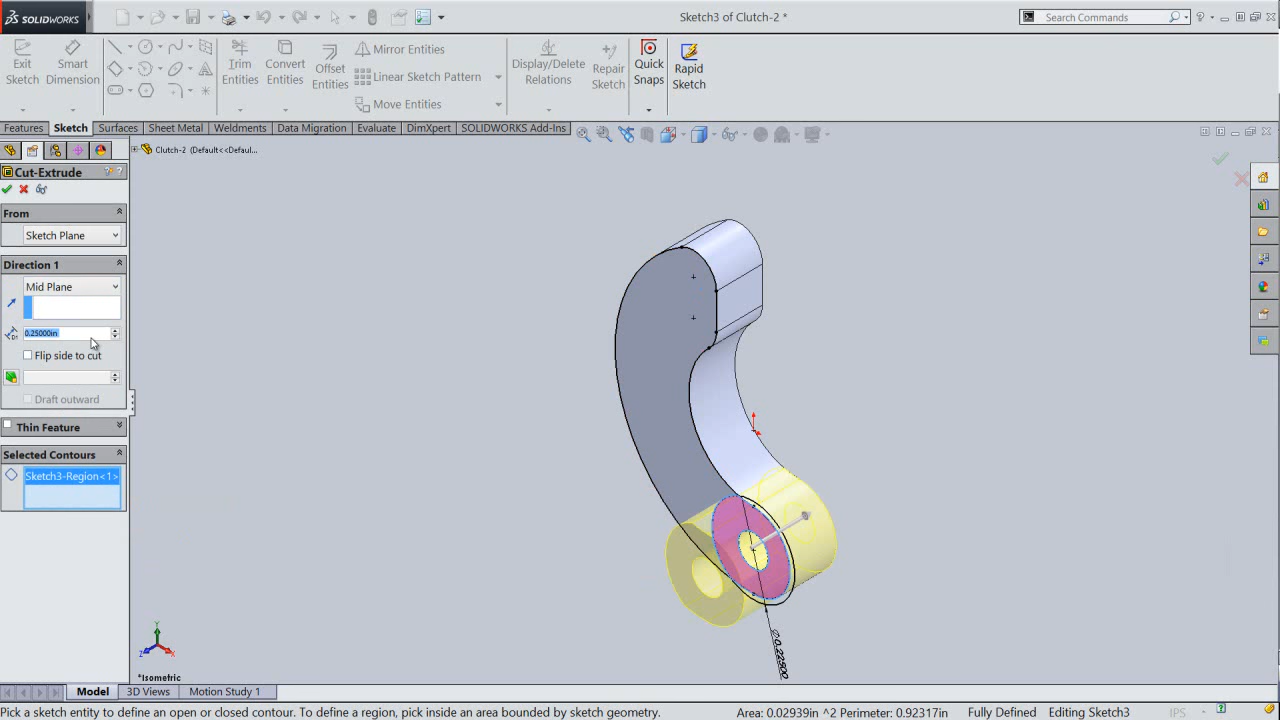 SOLIDWORKS
Sketch3 of Clutch-2 *
Search Commands
Exit Sketch
Smart Dimension
Trim Entities
Convert Entities
Offset Entities
Mirror Entities
Linear Sketch Pattern
Move Entities
Display/Delete Relations
Repair Sketch
Quick Snaps
Rapid Sketch
Features Sketch Surfaces Sheet Metal Weldments Data Migration Evaluate DimXpert SOLIDWORKS Add-Ins
Clutch-2 (Default<<Defaul...
Cut-Extrude
From
Sketch Plane
Direction 1
Mid Plane
0.25000in
Flip side to cut
Draft outward
Thin Feature
Selected Contours
Sketch3-Region<1>
Ø0.22500
Y
Z
X
*Isometric
Model 3D Views Motion Study 1
Pick a sketch entity to define an open or closed contour. To define a region, pick inside an area bounded by sketch geometry. Area: 0.02939in ^2 Perimeter: 0.92317in Fully Defined Editing Sketch3 IPS